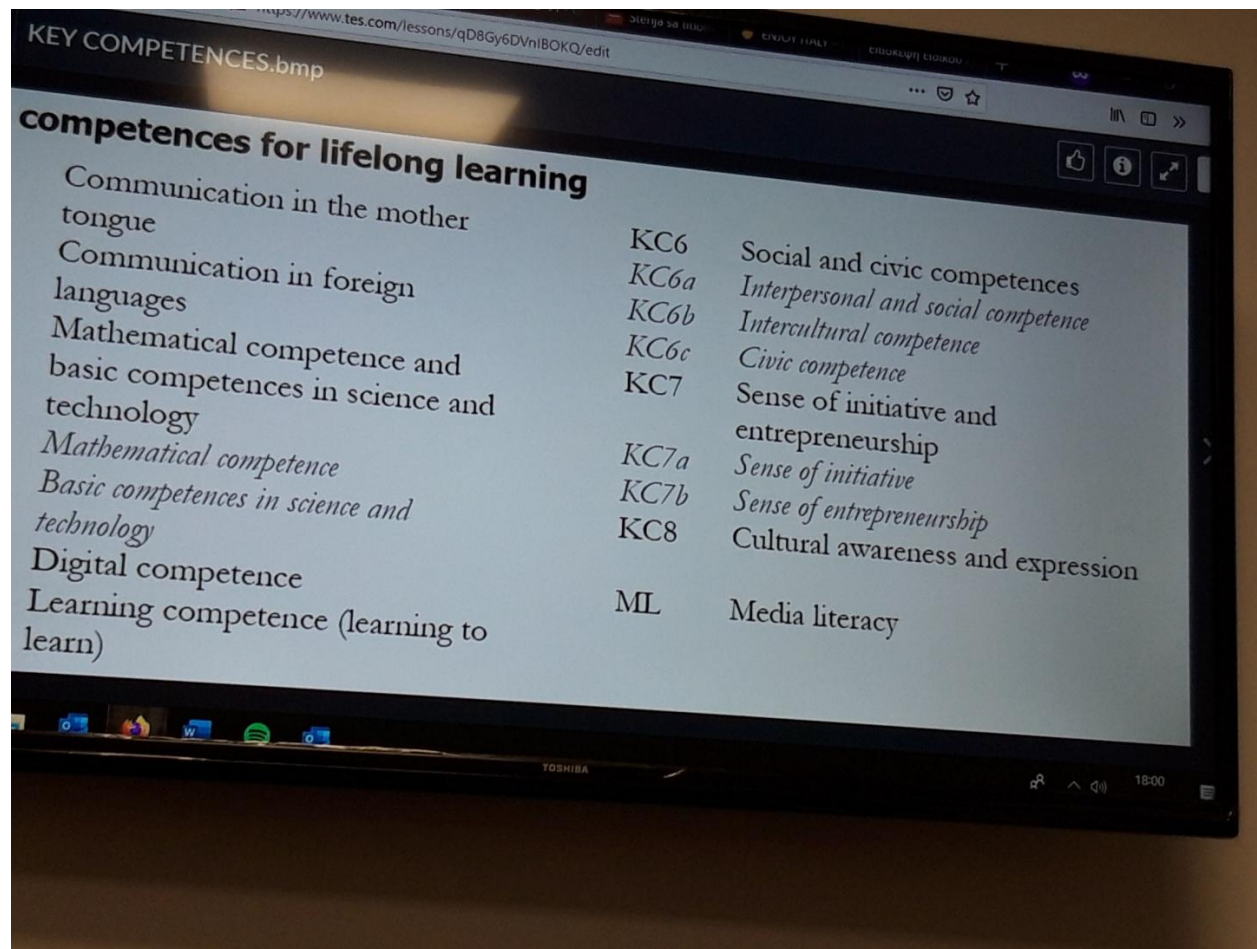 https://www.tes.com/lessons/qD8Gy6DVnIBOKQ/edit
ENJOY ITALY
KEY COMPETENCES.bmp
competences for lifelong learning
Communication in the mother
tongue
Communication in foreign
languages
Mathematical competence and
basic competences in science and
technology
Mathematical competence
Basic competences in science and
technology
Digital competence
Learning competence (learning to
learn)
KC6 Social and civic competences
KC6a Interpersonal and social competence
KC6b Intercultural competence
KC6c Civic competence
KC7 Sense of initiative and
entrepreneurship
KC7a Sense of initiative
KC7b Sense of entrepreneurship
KC8 Cultural awareness and expression
ML Media literacy
18:00
TOSHIBA